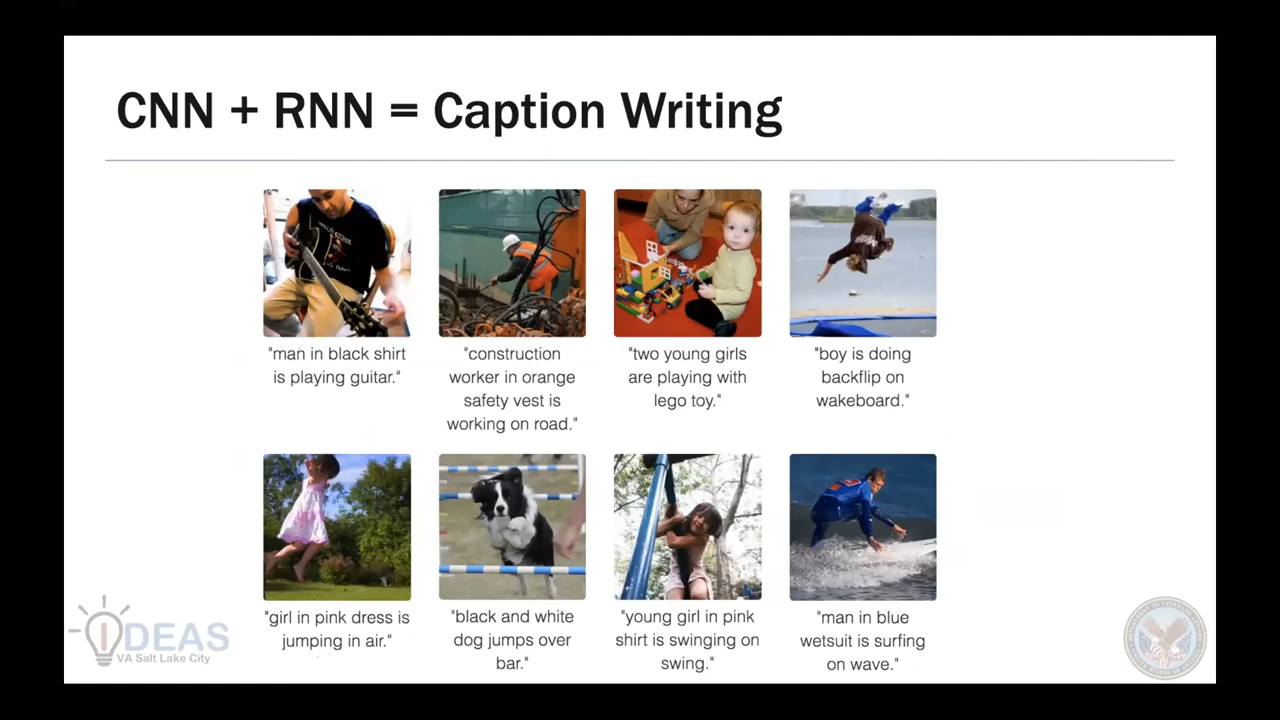 CNN + RNN = Caption Writing
"man in black shirt
is playing guitar."
"construction
worker in orange
safety vest is
working on road."
"two young girls
are playing with
lego toy."
"boy is doing
backflip on
wakeboard."
"girl in pink dress is
jumping in air."
"black and white
dog jumps over
bar."
"young girl in pink
shirt is swinging on
swing."
"man in blue
wetsuit is surfing
on wave."
IDEAS
VA Salt Lake City